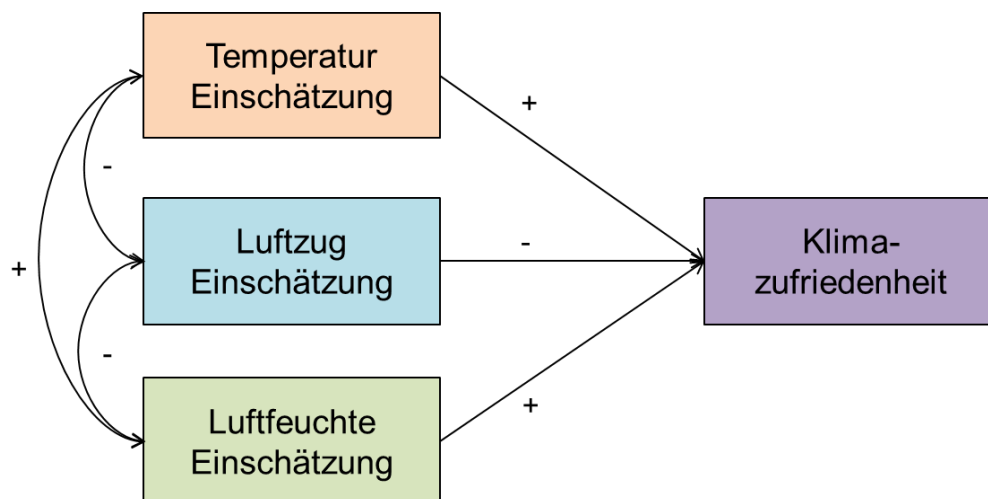 Temperatur
Einschätzung
+
-
Luftzug
Einschätzung
-
Klima-
zufriedenheit
+
-
Luftfeuchte
Einschätzung
+